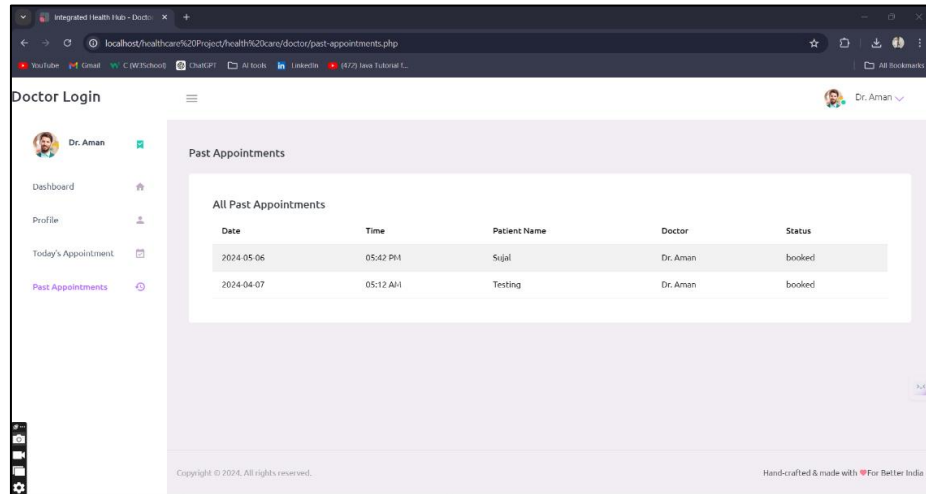 Integrated Health Hub - Docto
localhost/healthcare%20Project/health%20care/doctor/past-appointments.php
YouTube Gmail C (W3School) ChatGPT AI tools LinkedIn (472) Java Tutorial f... All Bookmarks
Doctor Login Dr. Aman
Dr. Aman
Dashboard
Profile
Today's Appointment
Past Appointments
Past Appointments
All Past Appointments
Date Time Patient Name Doctor Status
2024-05-06 05:42 PM Sujal Dr. Aman booked
2024-04-07 05:12 AM Testing Dr. Aman booked
Copyright © 2024. All rights reserved. Hand-crafted & made with ❤For Better India